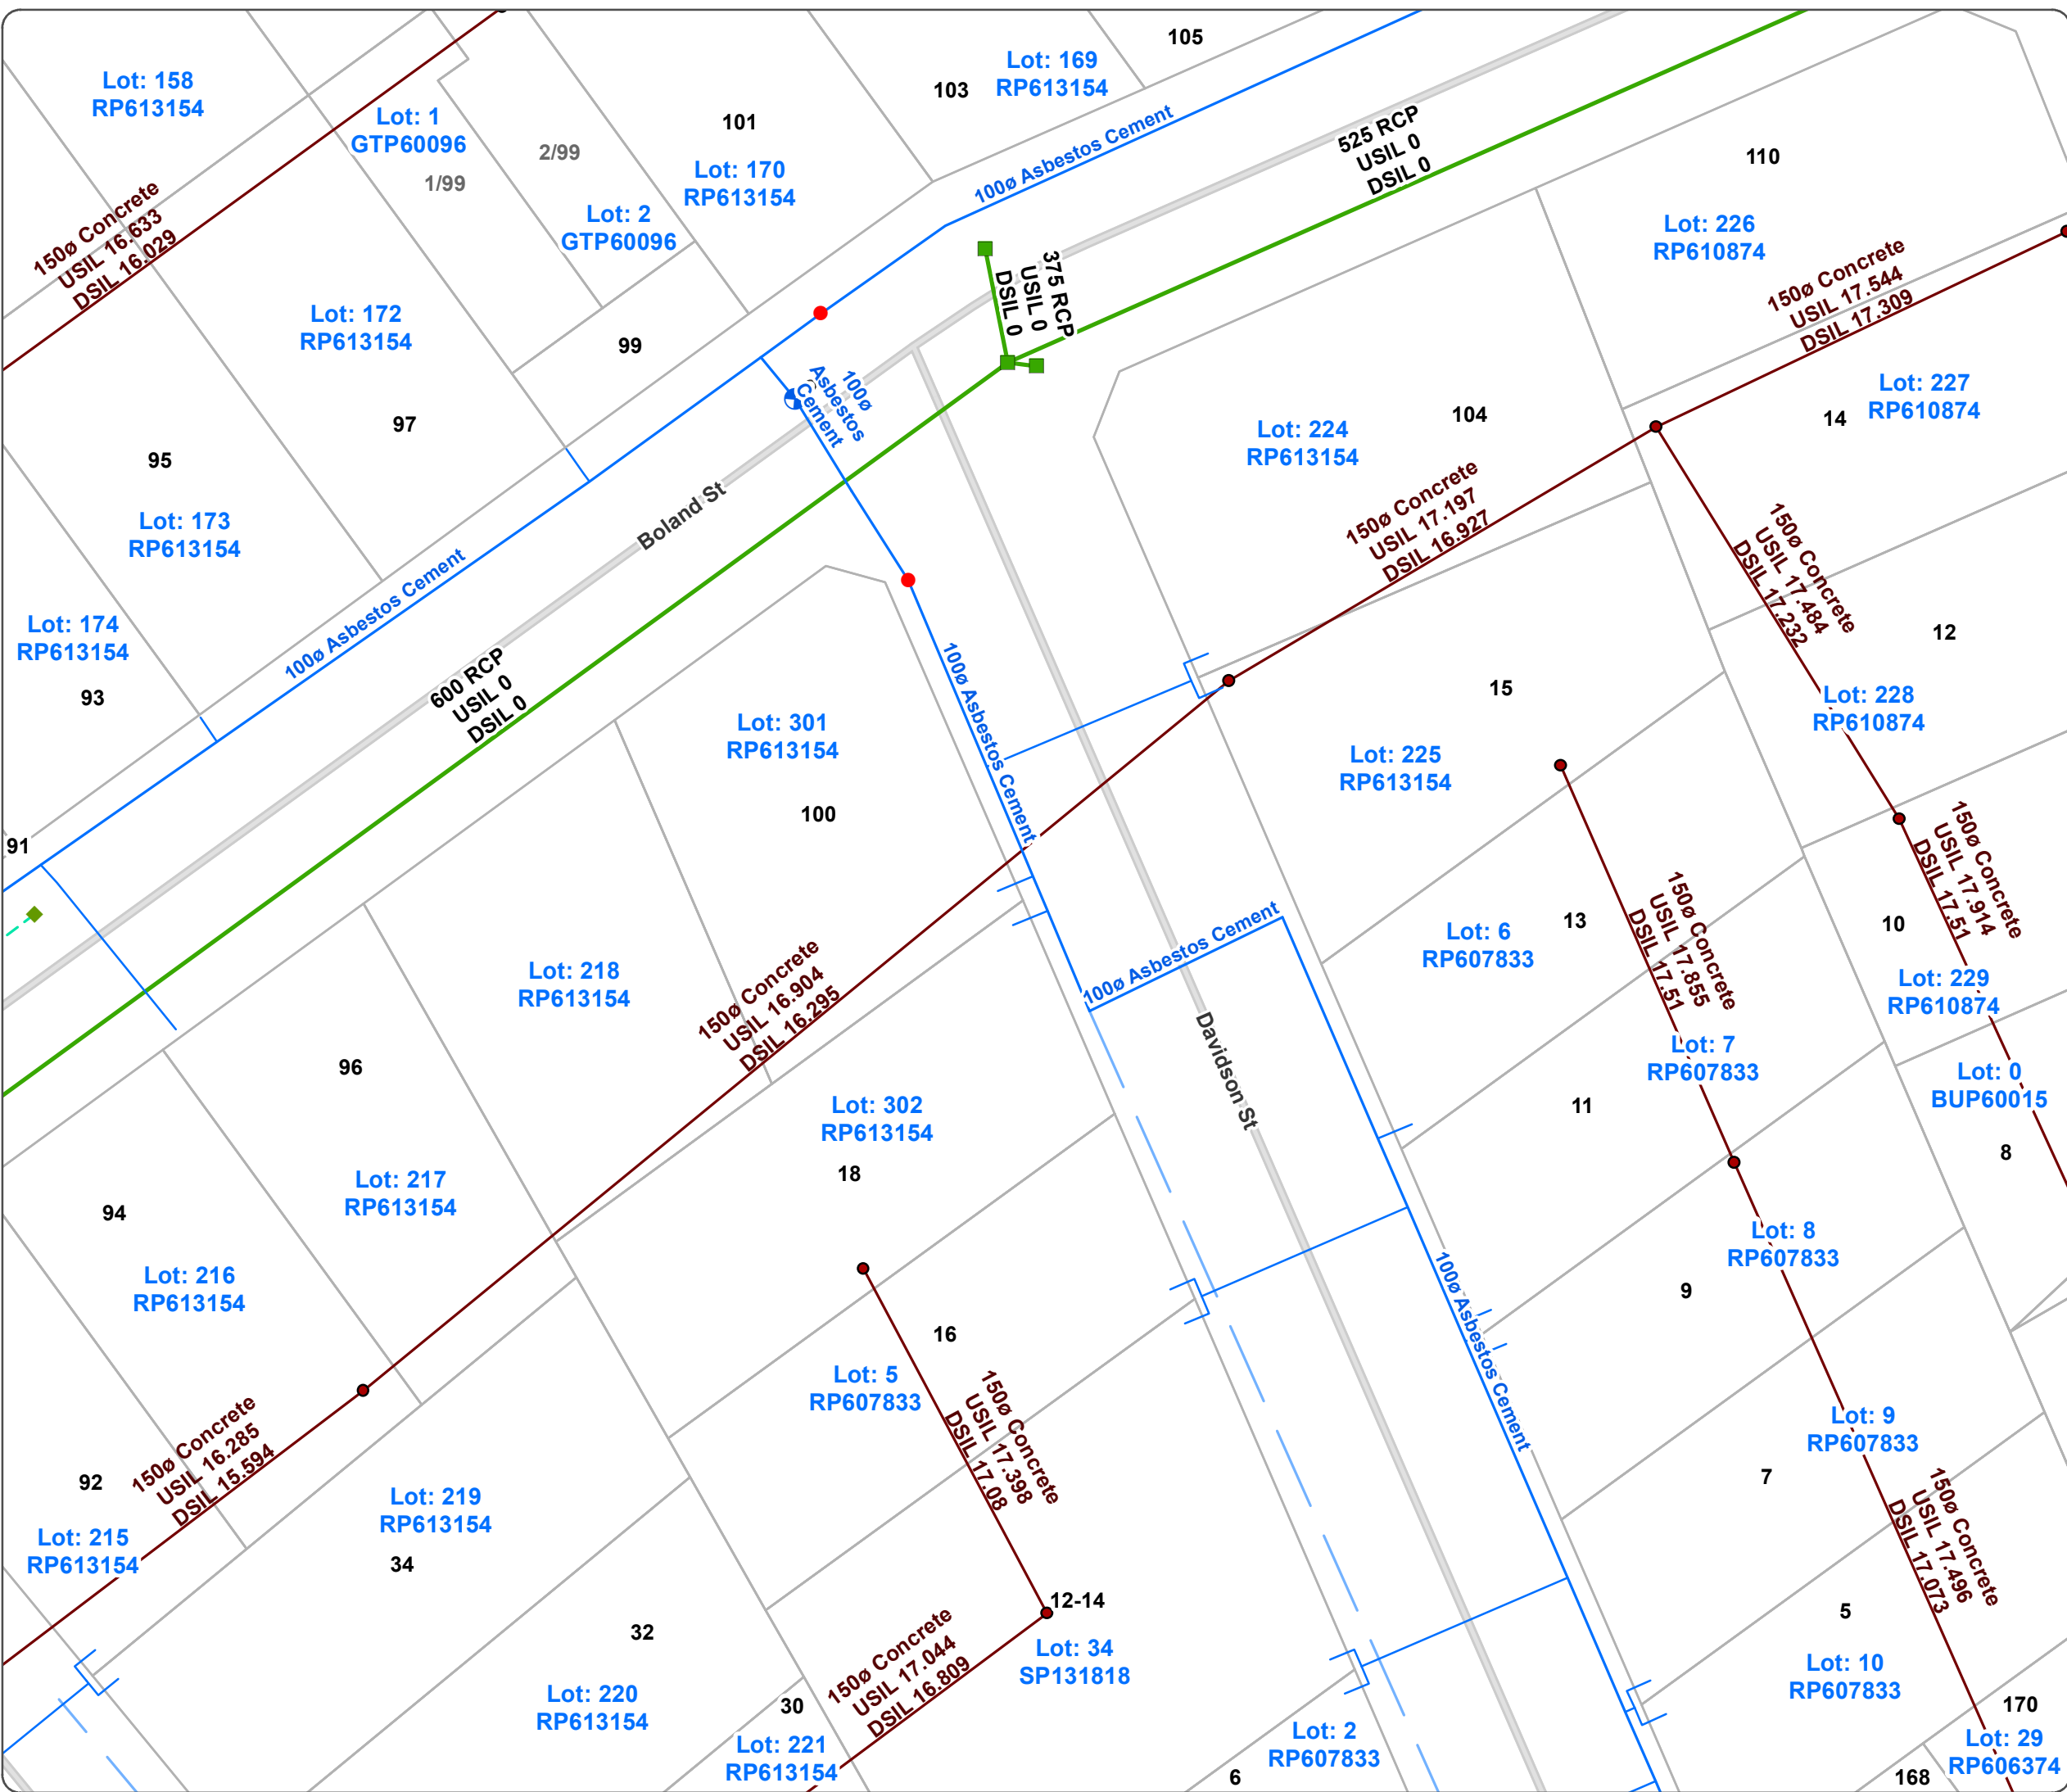 105
Lot: 158
RP613154
Lot: 169
RP613154
103
Lot: 1
GTP60096
101
2/99
1/99
Lot: 170
RP613154
Lot: 2
GTP60096
100ø Asbestos Cement
525 RCP
USIL 0
DSIL 0
110
Lot: 226
RP610874
150ø Concrete
USIL 16.633
DSIL 16.029
150ø Concrete
USIL 17.544
DSIL 17.309
375 RCP
USIL 0
DSIL 0
Lot: 172
RP613154
99
97
100ø
Asbestos
Cement
Lot: 227
RP610874
14
104
Lot: 224
RP613154
95
Lot: 173
RP613154
Boland St
150ø Concrete
USIL 17.197
DSIL 16.927
150ø Concrete
USIL 17.484
DSIL 17.232
12
Lot: 174
RP613154
93
100ø Asbestos Cement
600 RCP
USIL 0
DSIL 0
Lot: 301
RP613154
100
100ø Asbestos Cement
15
Lot: 225
RP613154
Lot: 228
RP610874
91
150ø Concrete
USIL 17.914
DSIL 17.51
10
Lot: 229
RP610874
Lot: 6
RP607833
13
150ø Concrete
USIL 17.855
DSIL 17.51
100ø Asbestos Cement
Lot: 218
RP613154
150ø Concrete
USIL 16.904
DSIL 16.295
Davidson St
Lot: 7
RP607833
Lot: 0
BUP60015
8
11
96
Lot: 302
RP613154
18
Lot: 217
RP613154
94
Lot: 216
RP613154
Lot: 8
RP607833
9
100ø Asbestos Cement
16
Lot: 5
RP607833
150ø Concrete
USIL 17.398
DSIL 17.08
Lot: 9
RP607833
7
150ø Concrete
USIL 16.285
DSIL 15.594
92
Lot: 215
RP613154
Lot: 219
RP613154
34
150ø Concrete
USIL 17.496
DSIL 17.073
5
12-14
Lot: 34
SP131818
32
150ø Concrete
USIL 17.044
DSIL 16.809
Lot: 10
RP607833
Lot: 220
RP613154
30
Lot: 221
RP613154
170
Lot: 29
RP606374
Lot: 2
RP607833
6
168